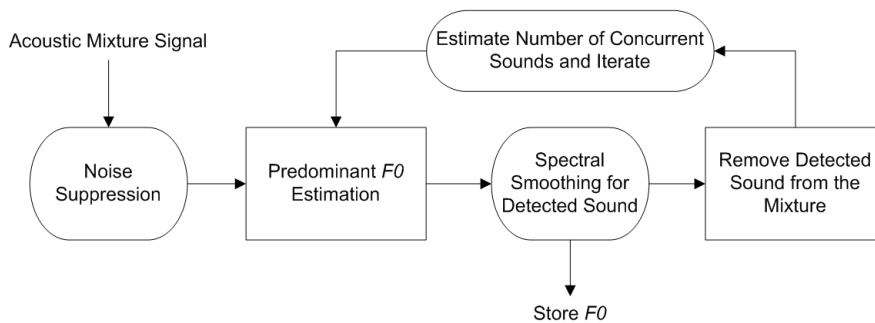 Acoustic Mixture Signal
Estimate Number of Concurrent
Sounds and Iterate
Noise
Suppression
Predominant F0
Estimation
Spectral
Smoothing for
Detected Sound
Remove Detected
Sound from the
Mixture
Store F0